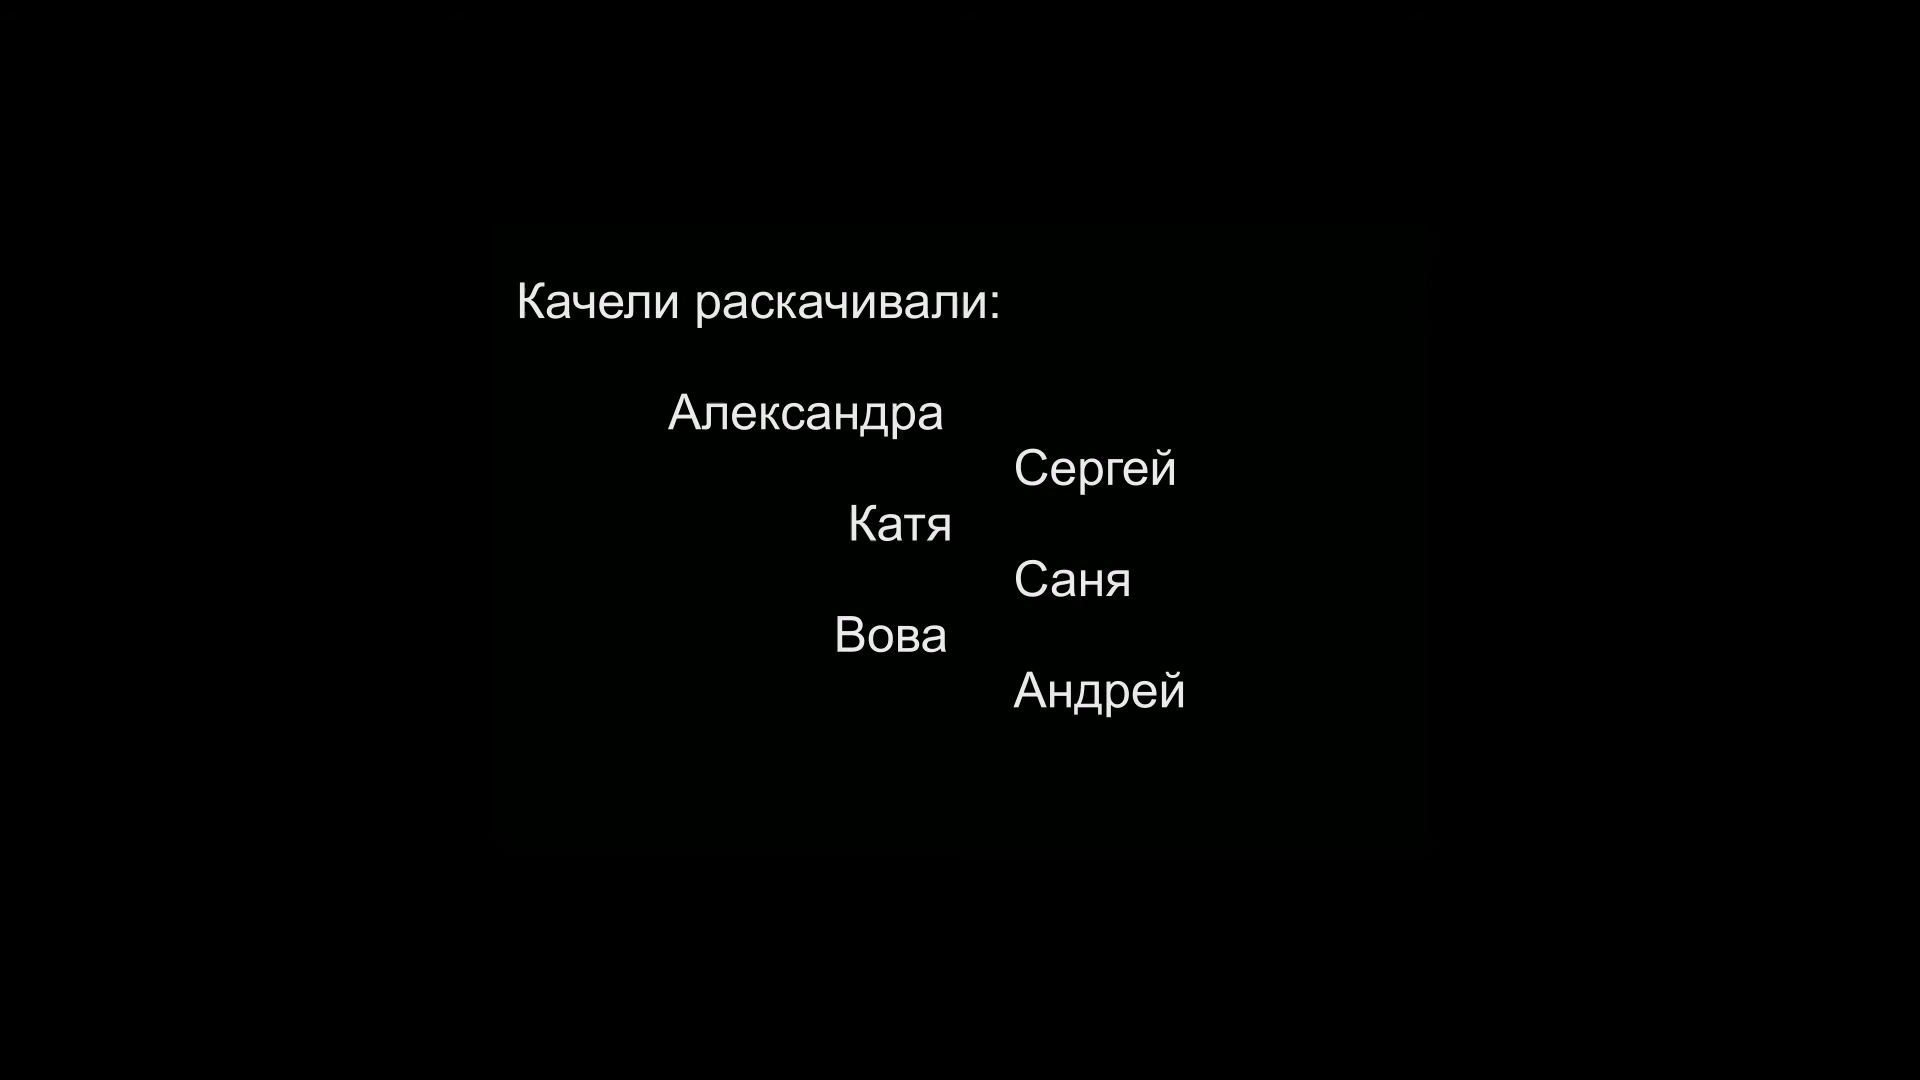 Качели раскачивали:
Александра
Сергей
Катя
Саня
Вова
Андрей